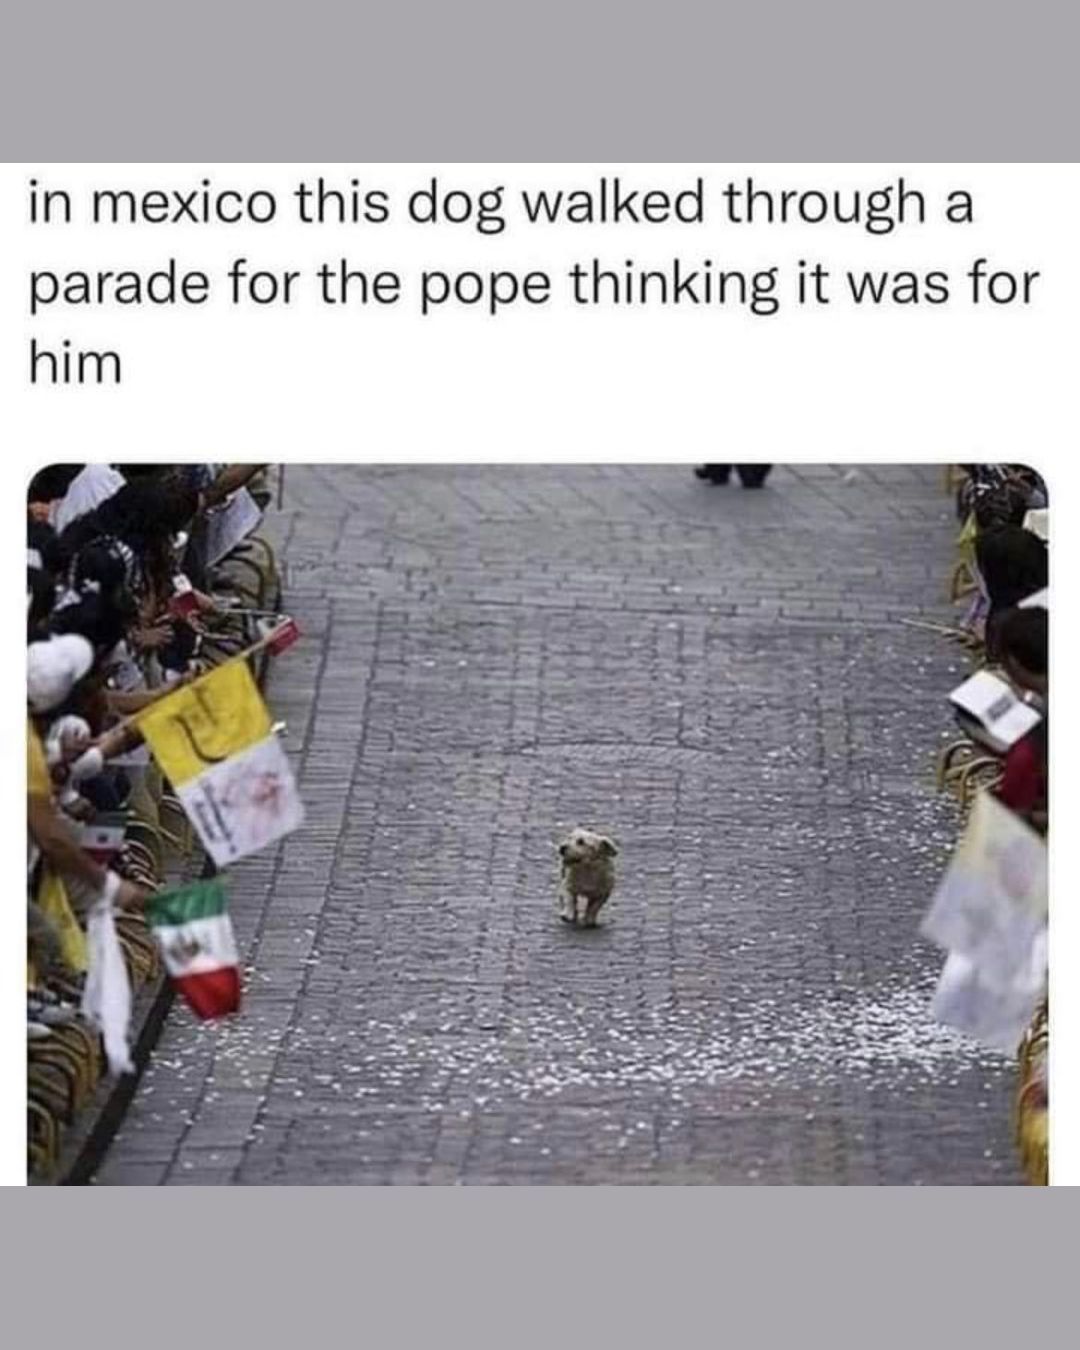 in mexico this dog walked through a
parade for the pope thinking it was for
him